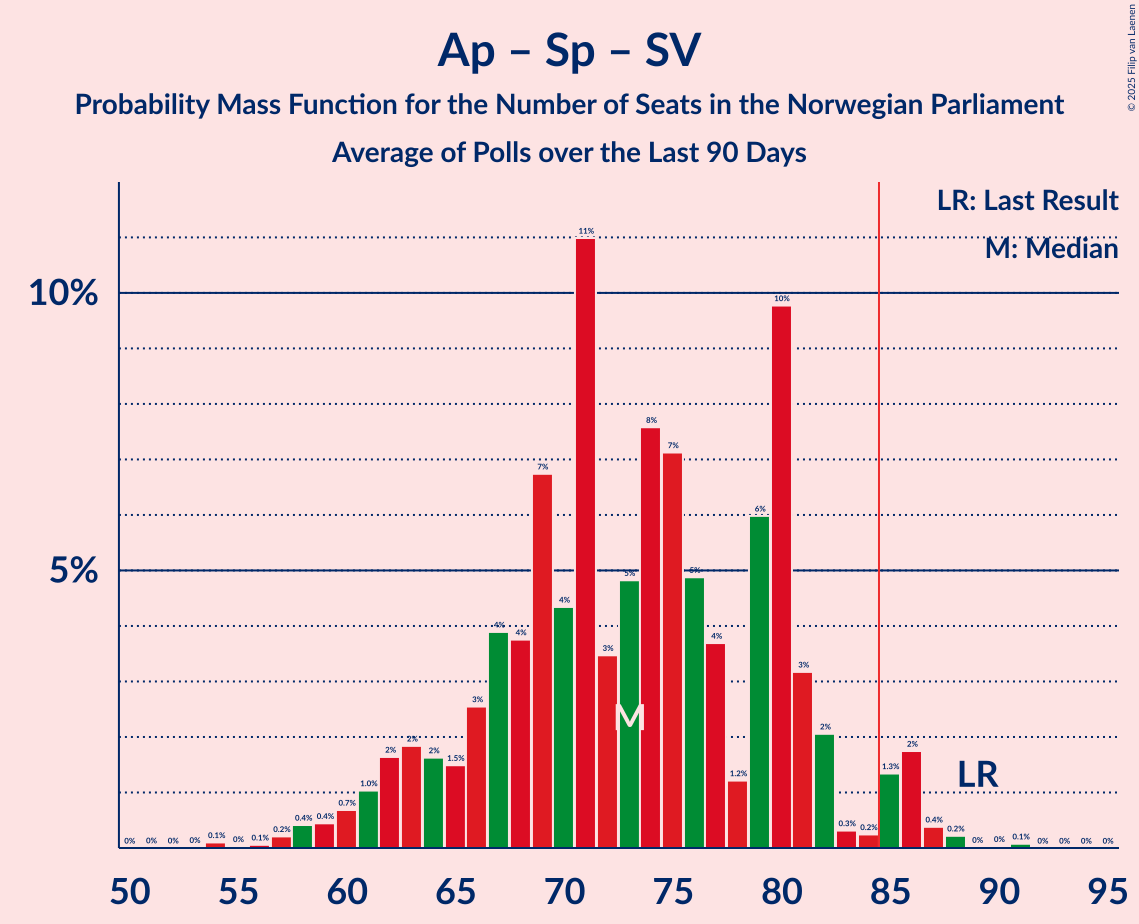 Ap – Sp – SV
Probability Mass Function for the Number of Seats in the Norwegian Parliament
Average of Polls over the Last 90 Days
© 2025 Filip van Laenen
LR: Last Result
M: Median
10%
5%
0% 0% 0% 0% 0.1% 0% 0.1% 0.2% 0.4% 0.4% 0.7% 1.0% 2% 2% 2% 1.5% 3% 4% 4% 7% 4% 11% 3% 5% 8% 7% 5% 4% 1.2% 6% 10% 3% 2% 0.3% 0.2% 1.3% 2% 0.4% 0.2% 0% 0% 0.1% 0% 0% 0% 0%
M
LR
50 55 60 65 70 75 80 85 90 95